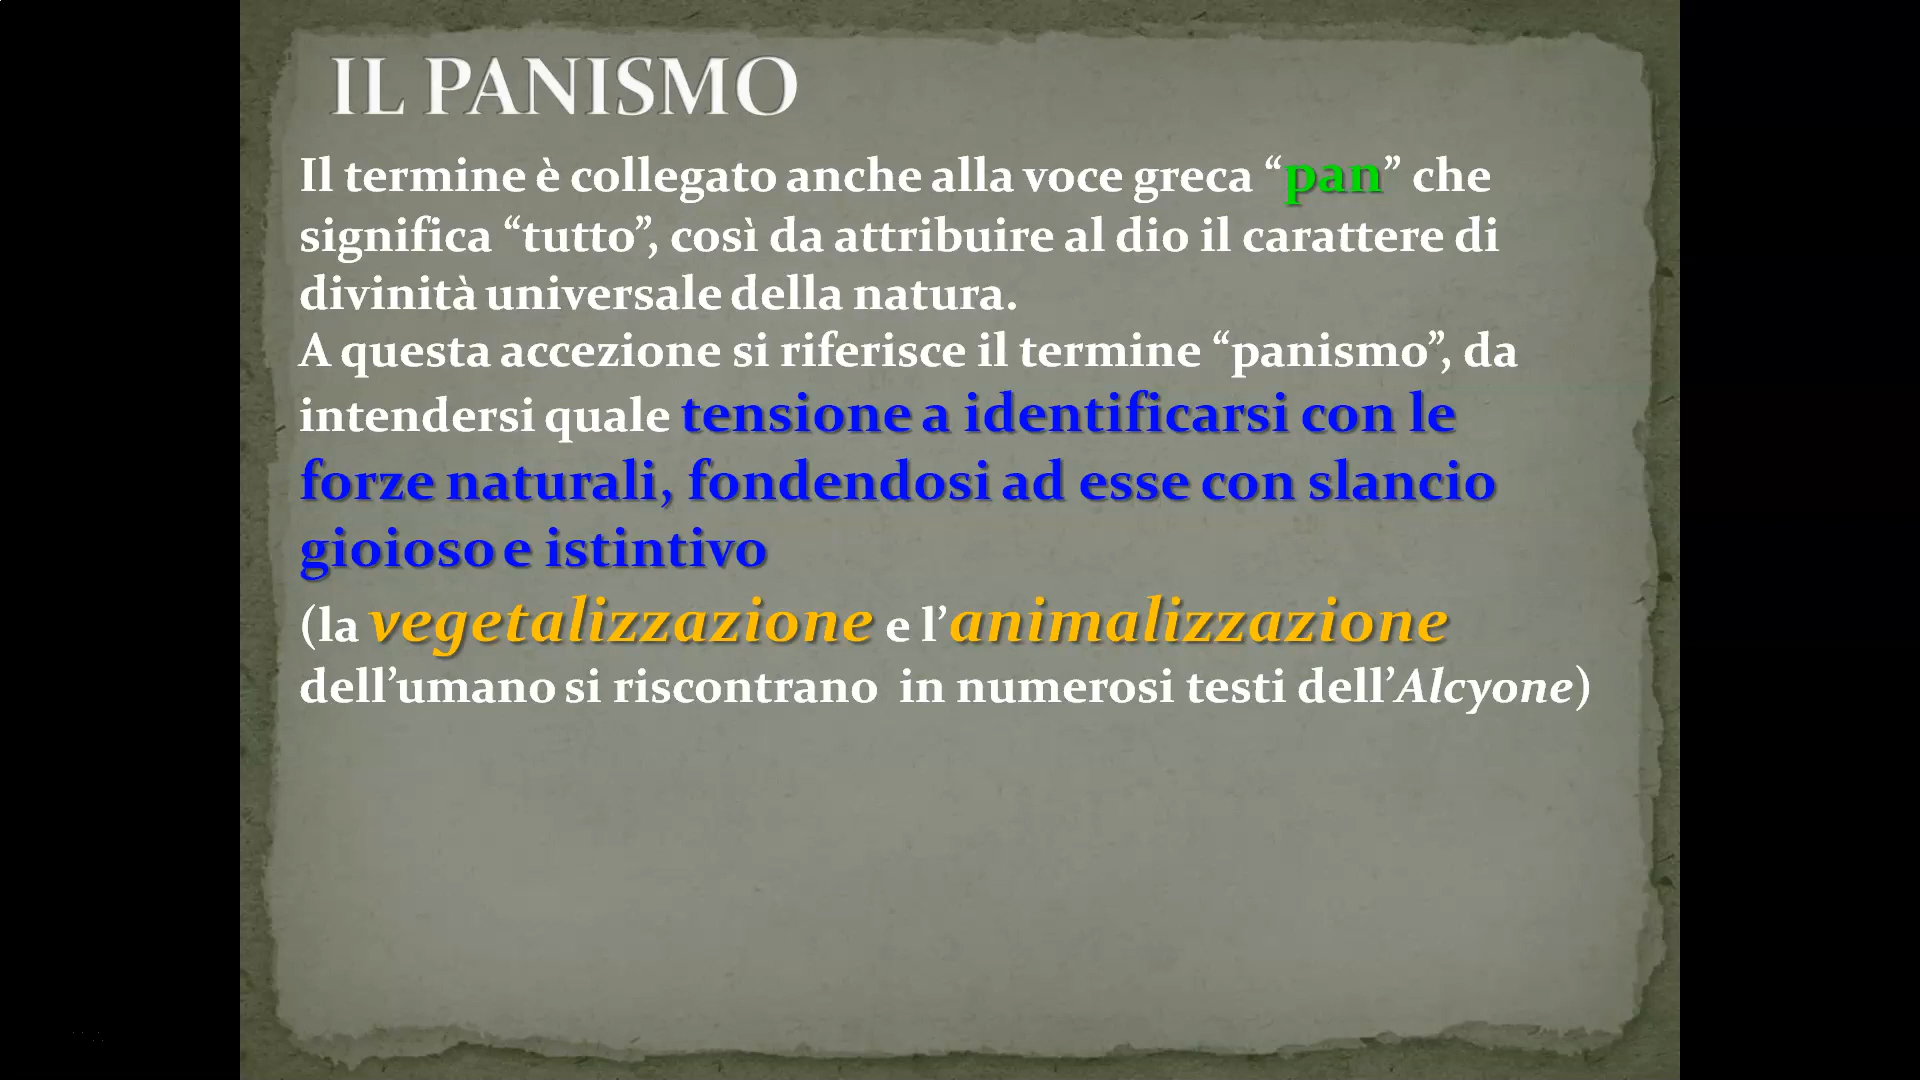 IL PANISMO
Il termine è collegato anche alla voce greca “pan” che
significa “tutto”, così da attribuire al dio il carattere di
divinità universale della natura.
A questa accezione si riferisce il termine “panismo”, da
intendersi quale tensione a identificarsi con le
forze naturali, fondendosi ad esse con slancio
gioioso e istintivo
(la vegetalizzazione e l’animalizzazione
dell’umano si riscontrano in numerosi testi dell’Alcyone)